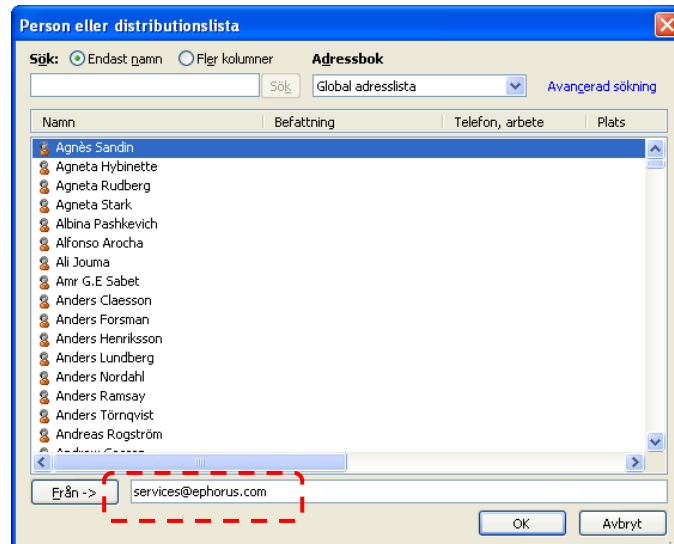 Person eller distributionslista
Sök: Endast namn Fler kolumner Adressbok
Sök Global adresslista Avancerad sökning
Namn Befattning Telefon, arbete Plats
Agnès Sandin
Agneta Hybinette
Agneta Rudberg
Agneta Stark
Albina Pashkevich
Alfonso Arocha
Ali Jouma
Amr G.E Sabet
Anders Claesson
Anders Forsman
Anders Henriksson
Anders Lundberg
Anders Nordahl
Anders Ramsay
Anders Törnqvist
Andreas Rogström
Från -> services@ephorus.com
OK Avbryt